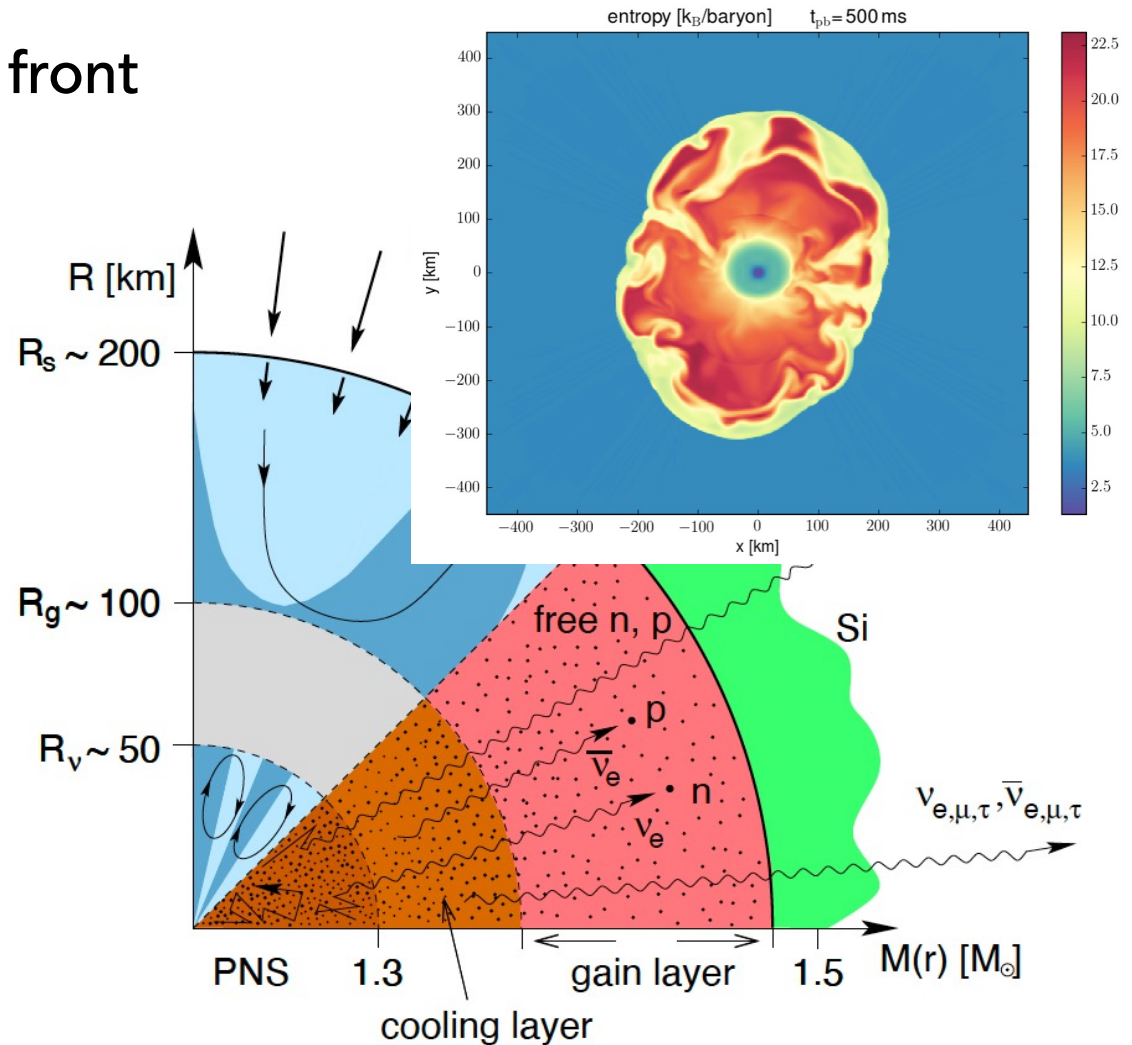 front
entropy [k_B/baryon] t_pb = 500 ms
400
300
200
100
0
−100
−200
−300
−400
y [km]
−400 −300 −200 −100 0 100 200 300 400
x [km]
22.5
20.0
17.5
15.0
12.5
10.0
7.5
5.0
2.5
R [km]
R_s ~ 200
R_g ~ 100
R_ν ~ 50
free n, p
Si
p
ν̅_e
n
ν_e
ν_e,μ,τ, ν̅_e,μ,τ
PNS 1.3 gain layer 1.5 M(r) [M_☉]
cooling layer